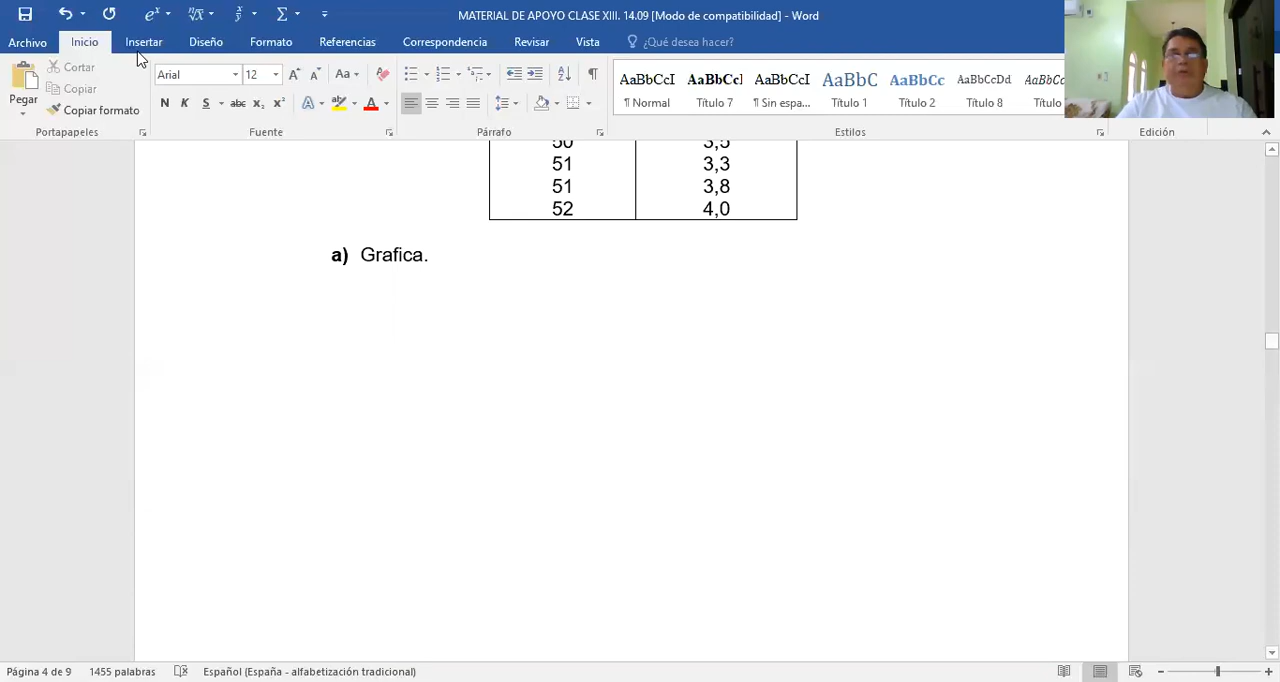 MATERIAL DE APOYO CLASE XIII. 14.09 [Modo de compatibilidad] - Word
Archivo Inicio Insertar Diseño Formato Referencias Correspondencia Revisar Vista ¿Qué desea hacer?
Pegar
Cortar
Copiar
Copiar formato
Portapapeles
Arial 12
Fuente
Párrafo
AaBbCcI AaBbCcI AaBbCcI AaBbC AaBbCc AaBbCcDd AaBbCc
¶ Normal Título 7 ¶ Sin espa... Título 1 Título 2 Título 8 Título
Estilos
Edición
50 3,5
51 3,3
51 3,8
52 4,0
a) Grafica.
Página 4 de 9 1455 palabras Español (España - alfabetización tradicional)